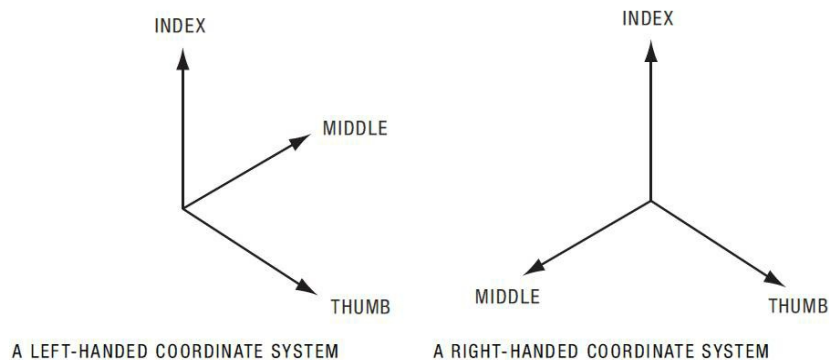 INDEX
MIDDLE
THUMB
A LEFT-HANDED COORDINATE SYSTEM
INDEX
MIDDLE
THUMB
A RIGHT-HANDED COORDINATE SYSTEM